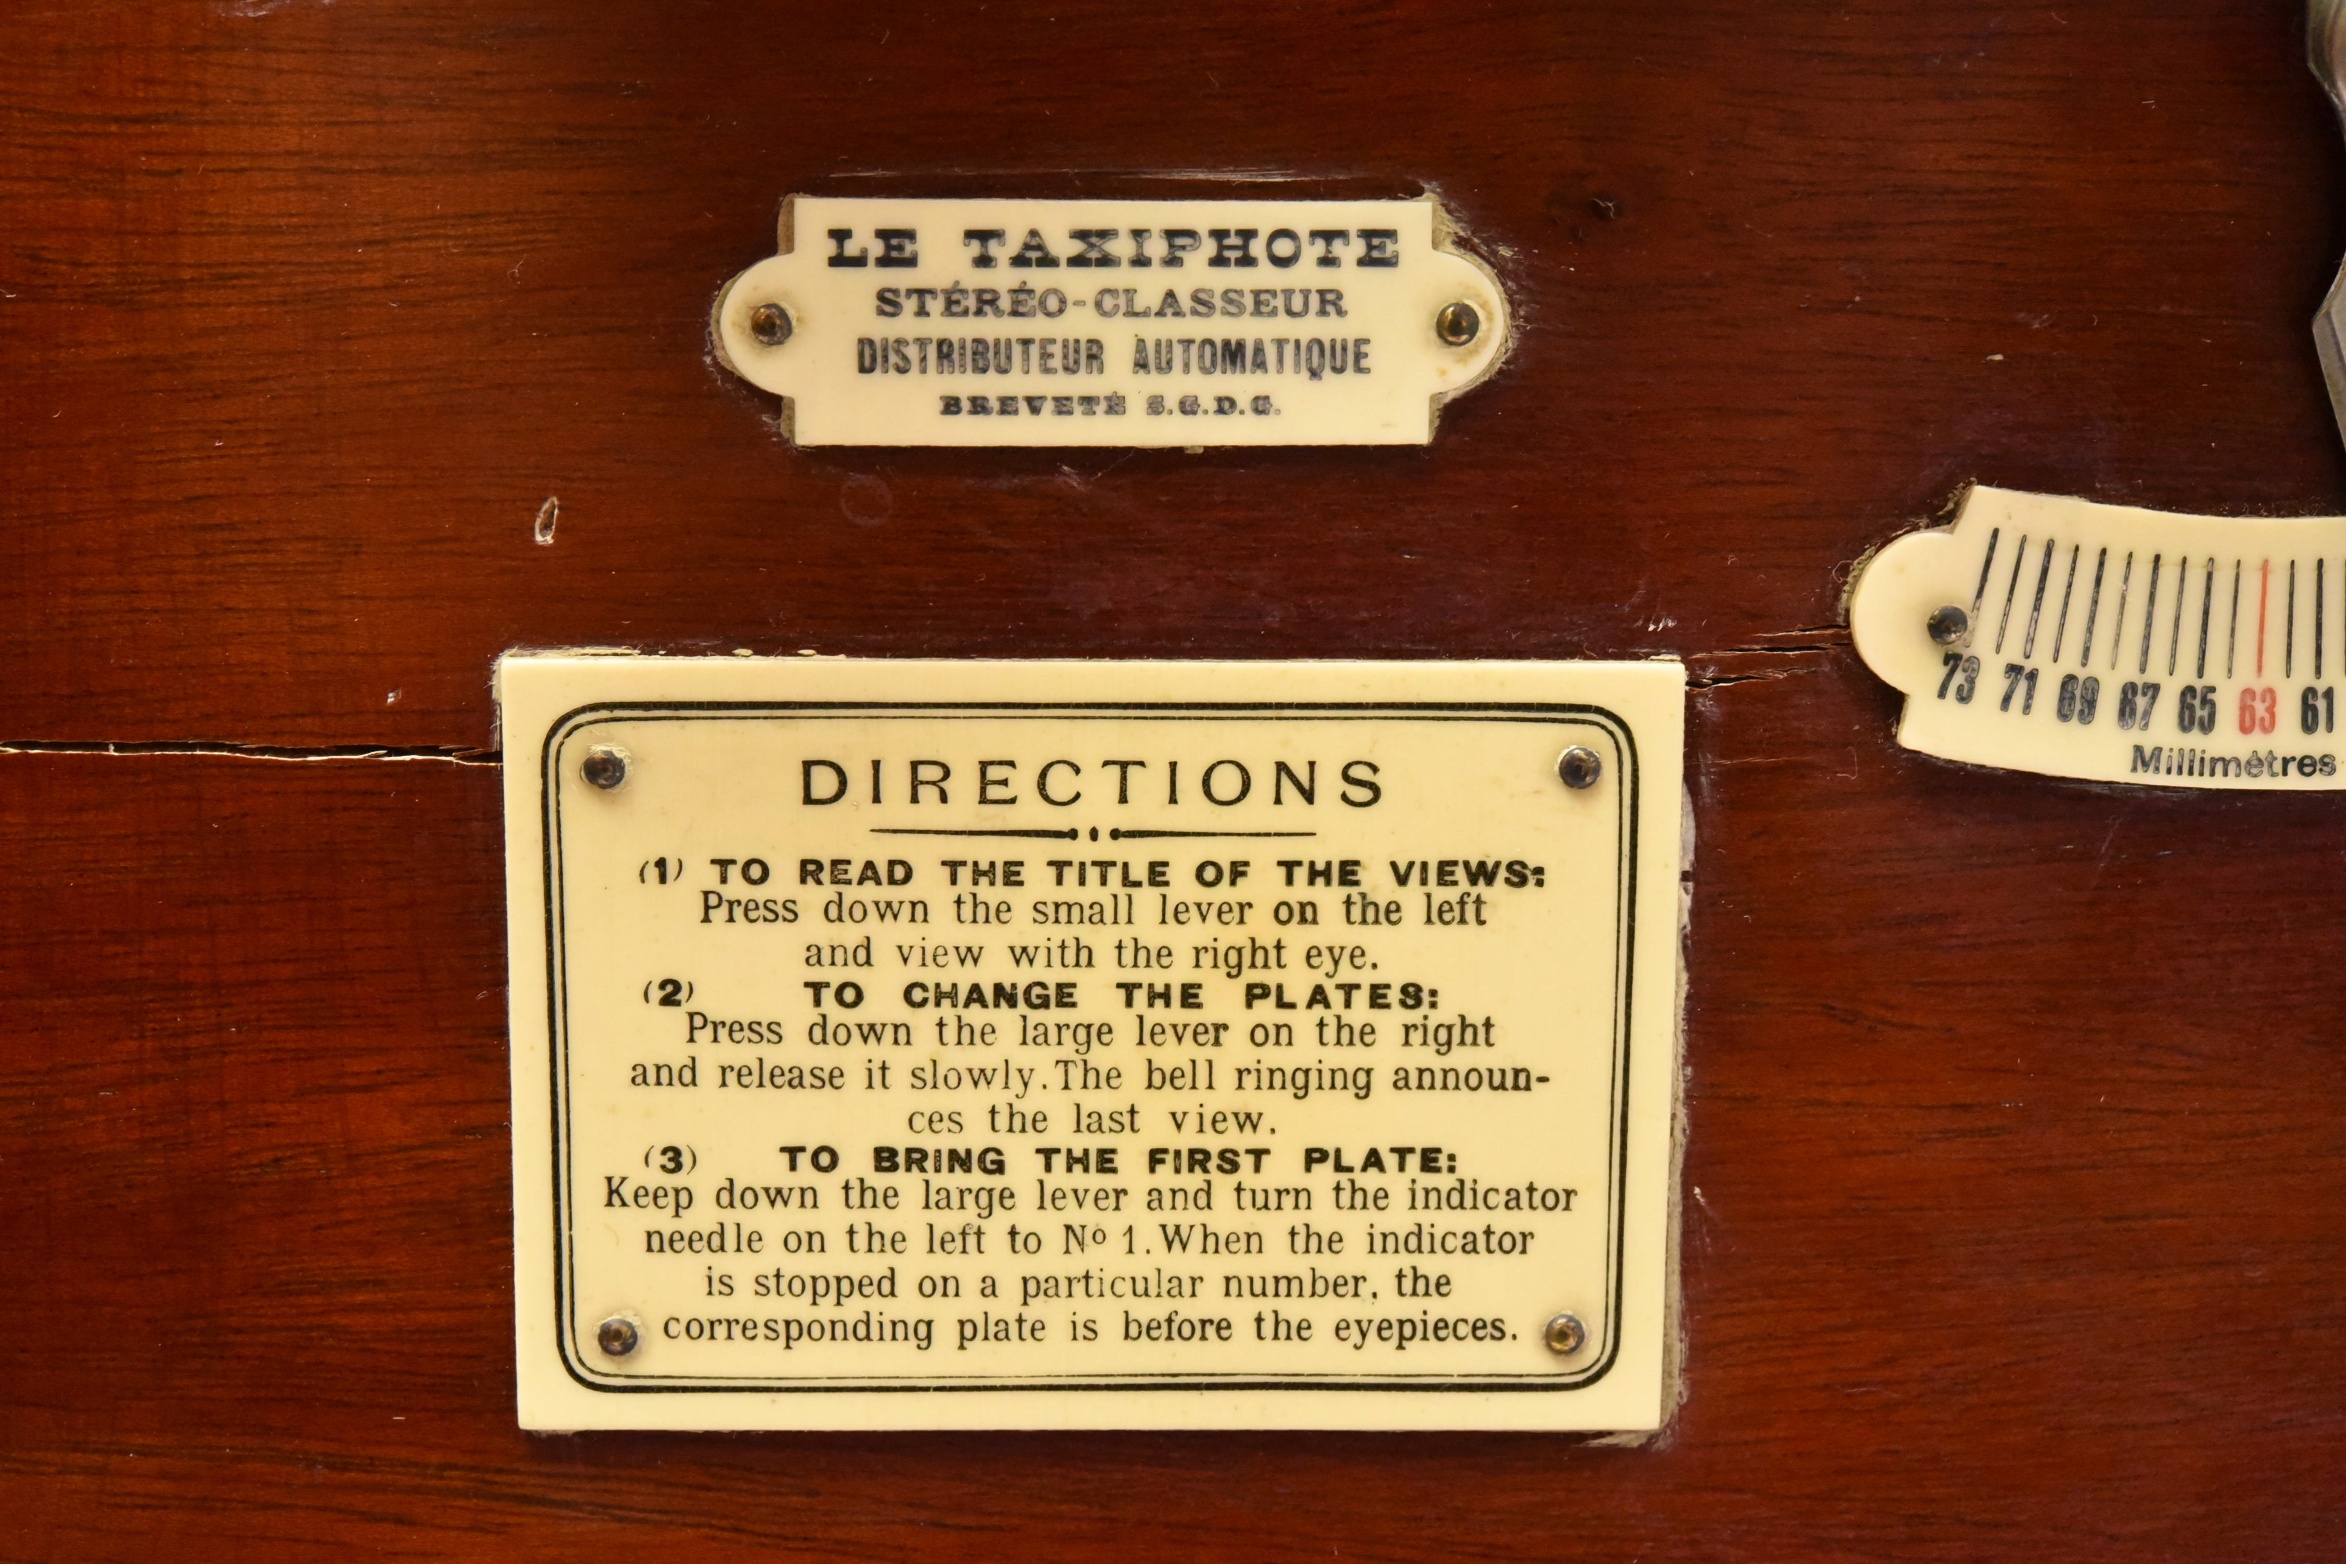 LE TAXIPHOTE
STÉRÉO-CLASSEUR
DISTRIBUTEUR AUTOMATIQUE
BREVETÉ S.G.D.G.
73 71 69 67 65 63 61
Millimètres
DIRECTIONS
(1) TO READ THE TITLE OF THE VIEWS:
Press down the small lever on the left
and view with the right eye.
(2) TO CHANGE THE PLATES:
Press down the large lever on the right
and release it slowly. The bell ringing announ-
ces the last view.
(3) TO BRING THE FIRST PLATE:
Keep down the large lever and turn the indicator
needle on the left to Nº 1. When the indicator
is stopped on a particular number, the
corresponding plate is before the eyepieces.